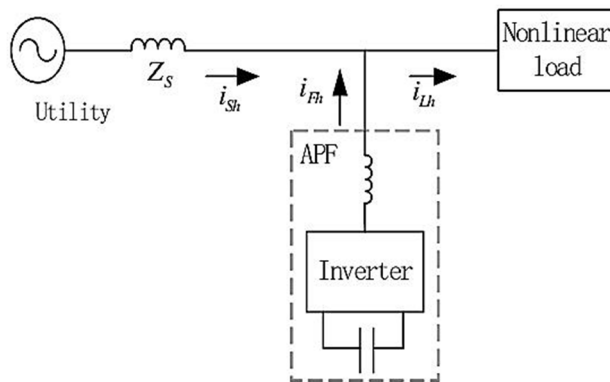 Nonlinear
load
Z_S
Utility
i_Sh
i_Fh
i_Lh
APF
Inverter